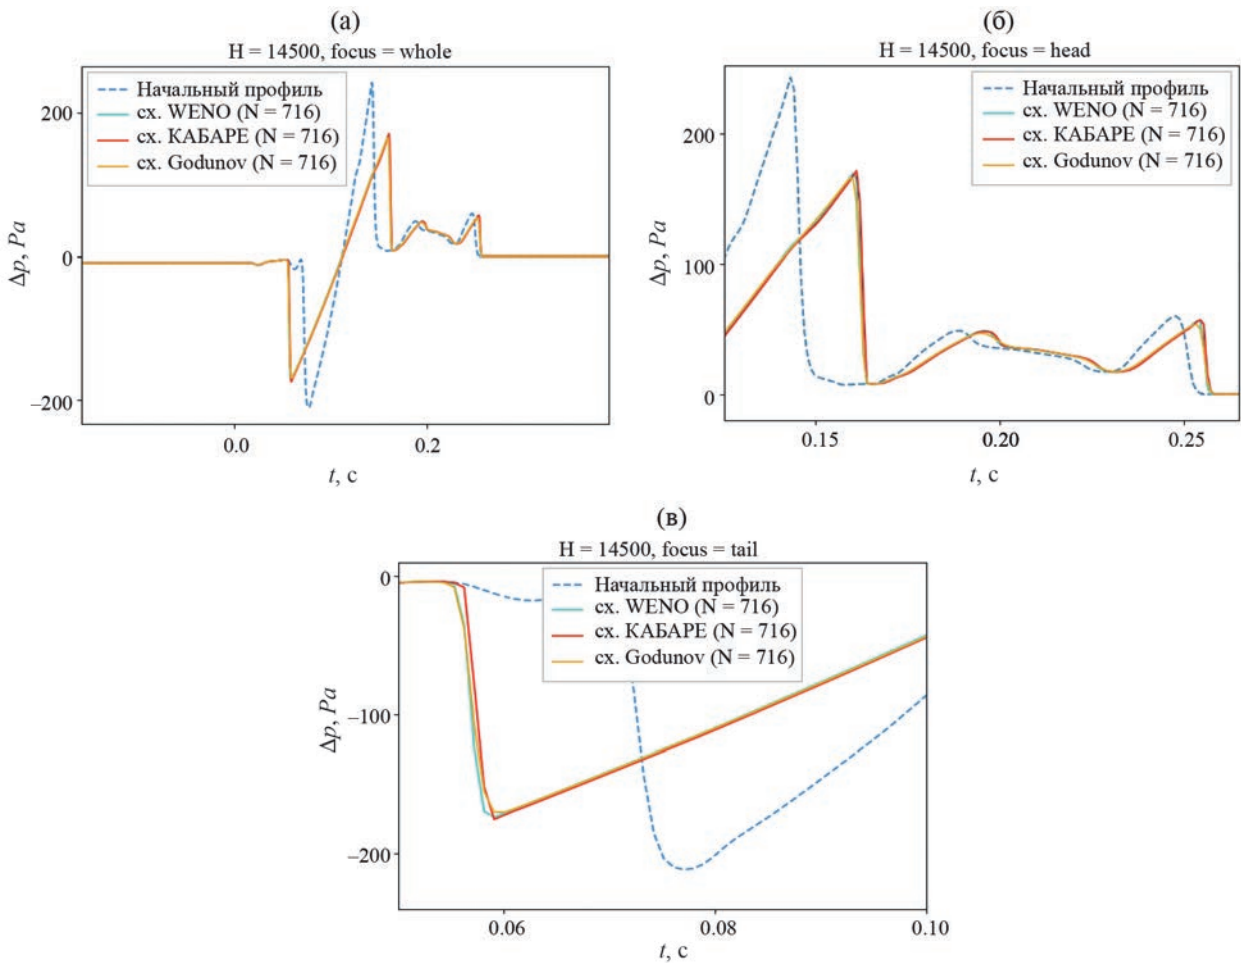 (а)
H = 14500, focus = whole
Начальный профиль
сх. WENO (N = 716)
сх. КАБАРЕ (N = 716)
сх. Godunov (N = 716)
200
0
–200
Δp, Pa
0.0
0.2
t, с
(б)
H = 14500, focus = head
Начальный профиль
сх. WENO (N = 716)
сх. КАБАРЕ (N = 716)
сх. Godunov (N = 716)
200
100
0
Δp, Pa
0.15
0.20
0.25
t, с
(в)
H = 14500, focus = tail
Начальный профиль
сх. WENO (N = 716)
сх. КАБАРЕ (N = 716)
сх. Godunov (N = 716)
0
–100
–200
Δp, Pa
0.06
0.08
0.10
t, с